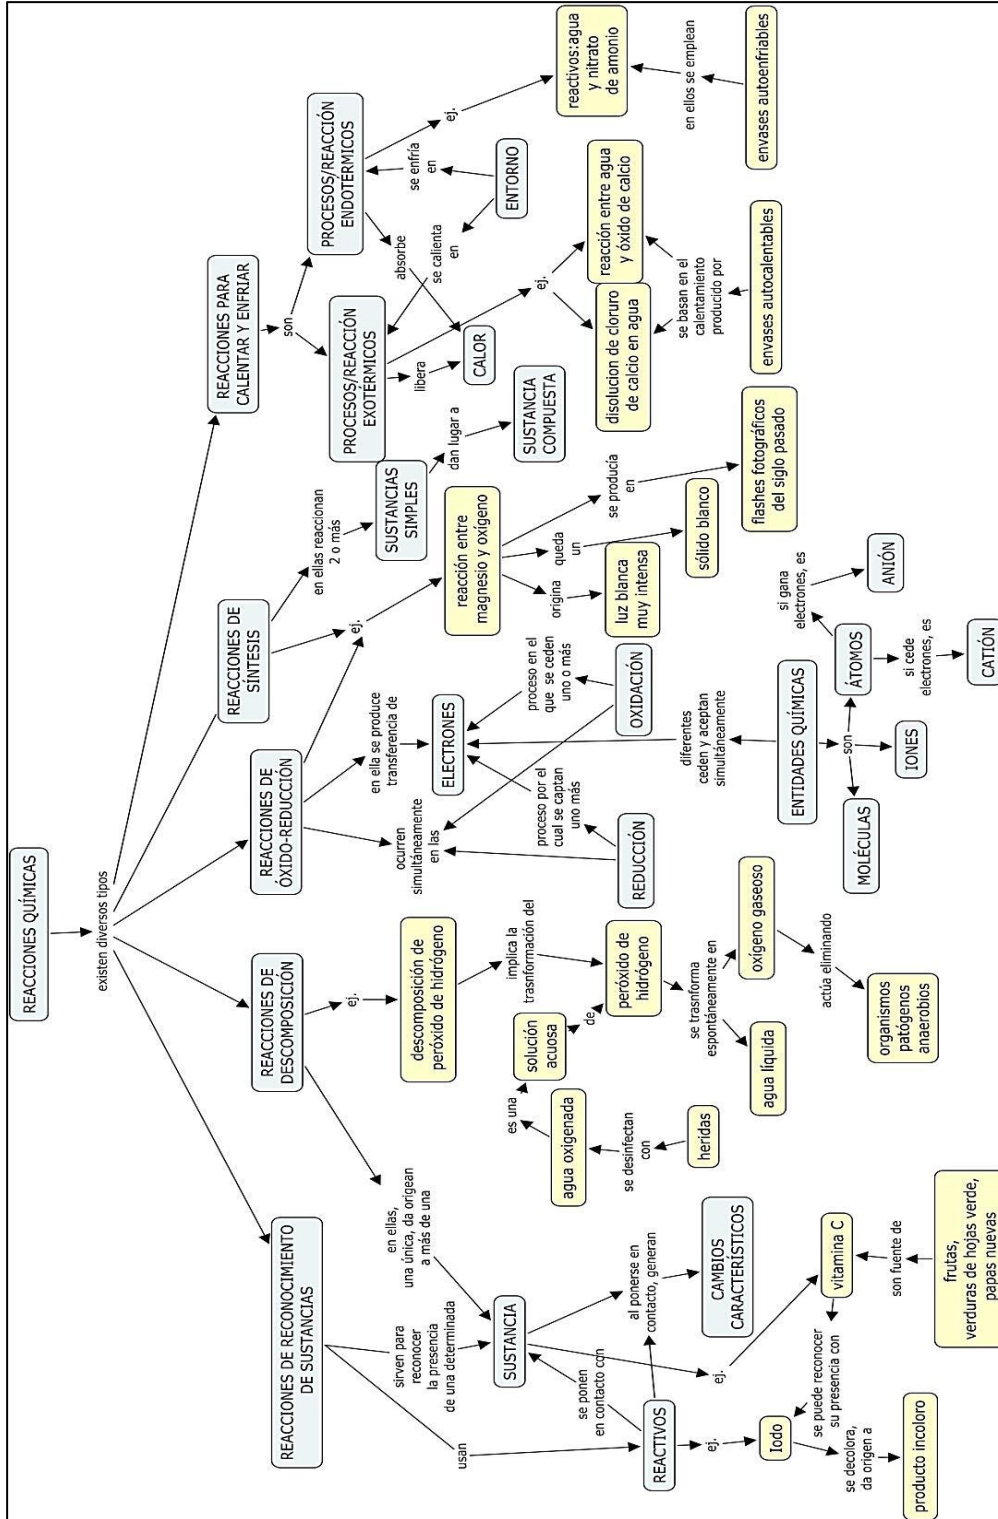 REACCIONES QUÍMICAS
existen diversos tipos
REACCIONES DE RECONOCIMIENTO
DE SUSTANCIAS
usan
sirven para
reconocer
la presencia
de una determinada
SUSTANCIA
se ponen
en contacto con
REACTIVOS
al ponerse en
contacto, generan
CAMBIOS
CARACTERÍSTICOS
ej.
Iodo
ej.
vitamina C
se puede reconocer
su presencia con
se decolora,
da origen a
producto incoloro
son fuente de
frutas,
verduras de hojas verde,
papas nuevas
REACCIONES DE
DESCOMPOSICIÓN
en ellas,
una única, da origean
a más de una
ej.
descomposición de
peróxido de hidrógeno
implica la
trasnformación del
peróxido de
hidrógeno
de
solución
acuosa
es una
agua oxigenada
se desinfectan
con
heridas
se trasnforma
espontáneamente en
agua líquida
oxígeno gaseoso
actúa eliminando
organismos
patógenos
anaerobios
REACCIONES DE
ÓXIDO-REDUCCIÓN
ocurren
simultáneamente
en las
en ella se produce
transferencia de
ELECTRONES
proceso por el
cual se captan
uno más
REDUCCIÓN
proceso en el
que se ceden
uno o más
OXIDACIÓN
diferentes
ceden y aceptan
simultáneamente
ENTIDADES QUÍMICAS
son
MOLÉCULAS
IONES
ÁTOMOS
si gana
electrones, es
ANIÓN
si cede
electrones, es
CATIÓN
REACCIONES DE
SÍNTESIS
ej.
reacción entre
magnesio y oxígeno
origina
luz blanca
muy intensa
queda
un
sólido blanco
se producía
en
flashes fotográficos
del siglo pasado
en ellas reaccionan
2 o más
SUSTANCIAS
SIMPLES
dan lugar a
SUSTANCIA
COMPUESTA
REACCIONES PARA
CALENTAR Y ENFRIAR
son
PROCESOS/REACCIÓN
EXOTÉRMICOS
libera
CALOR
absorbe
se calienta
en
ENTORNO
se enfría
en
PROCESOS/REACCIÓN
ENDOTÉRMICOS
ej.
disolucion de cloruro
de calcio en agua
reacción entre agua
y óxido de calcio
se basan en el
calentamiento
producido por
envases autocalentables
ej.
reactivos:agua
y nitrato
de amonio
en ellos se emplean
envases autoenfriables